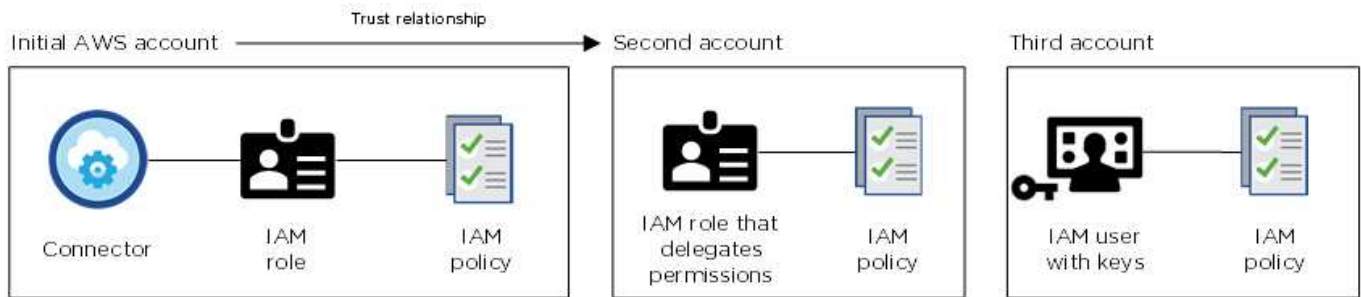 Trust relationship
Initial AWS account
Second account
Third account
Connector
IAM
role
IAM
policy
IAM role that
delegates
permissions
IAM
policy
IAM user
with keys
IAM
policy